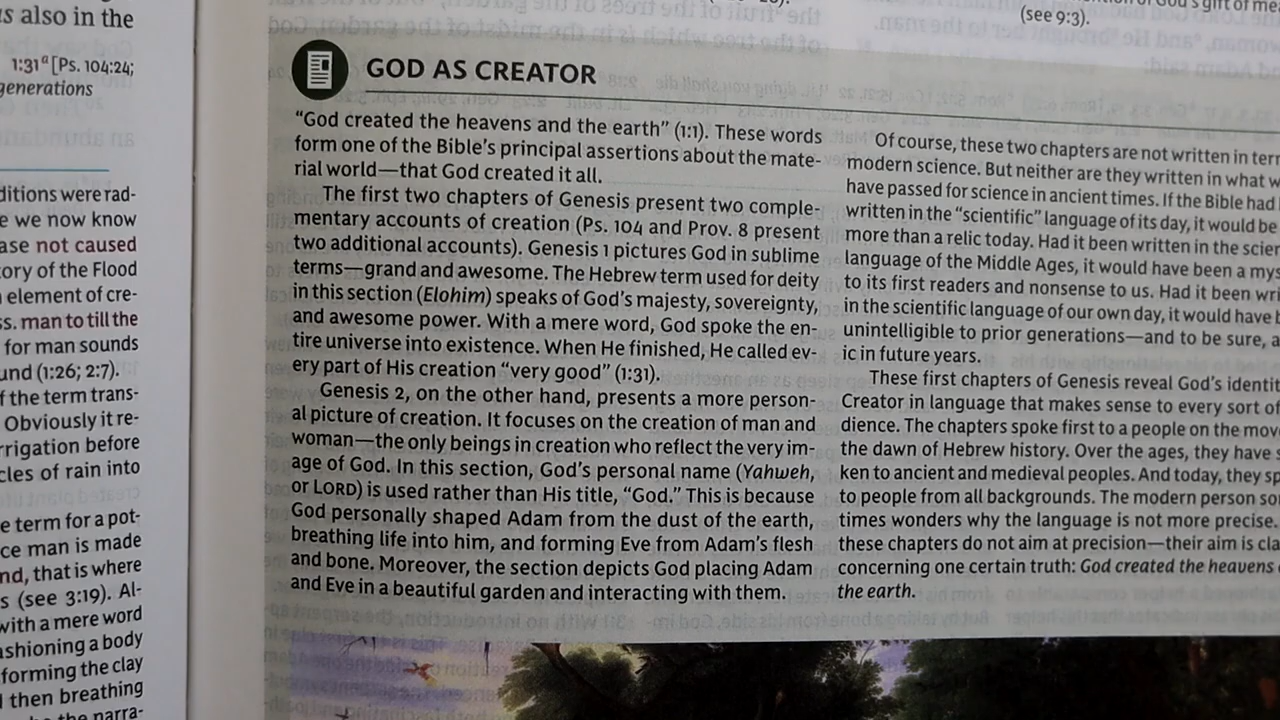 s also in the
1:31ᵃ [Ps. 104:24;
generations
ditions were rad-
e we now know
ase not caused
ory of the Flood
element of cre-
s. man to till the
for man sounds
und (1:26; 2:7).
f the term trans-
Obviously it re-
rrigation before
cles of rain into
e term for a pot-
ce man is made
nd, that is where
s (see 3:19). Al-
with a mere word
ashioning a body
forming the clay
then breathing
(see 9:3).
GOD AS CREATOR
“God created the heavens and the earth” (1:1). These words
form one of the Bible’s principal assertions about the mate-
rial world—that God created it all.
The first two chapters of Genesis present two comple-
mentary accounts of creation (Ps. 104 and Prov. 8 present
two additional accounts). Genesis 1 pictures God in sublime
terms—grand and awesome. The Hebrew term used for deity
in this section (Elohim) speaks of God’s majesty, sovereignty,
and awesome power. With a mere word, God spoke the en-
tire universe into existence. When He finished, He called ev-
ery part of His creation “very good” (1:31).
Genesis 2, on the other hand, presents a more person-
al picture of creation. It focuses on the creation of man and
woman—the only beings in creation who reflect the very im-
age of God. In this section, God’s personal name (Yahweh,
or LORD) is used rather than His title, “God.” This is because
God personally shaped Adam from the dust of the earth,
breathing life into him, and forming Eve from Adam’s flesh
and bone. Moreover, the section depicts God placing Adam
and Eve in a beautiful garden and interacting with them.
Of course, these two chapters are not written in ter
modern science. But neither are they written in what w
have passed for science in ancient times. If the Bible had
written in the “scientific” language of its day, it would be
more than a relic today. Had it been written in the scien
language of the Middle Ages, it would have been a mys
to its first readers and nonsense to us. Had it been wri
in the scientific language of our own day, it would have b
unintelligible to prior generations—and to be sure, a
ic in future years.
These first chapters of Genesis reveal God’s identit
Creator in language that makes sense to every sort of
dience. The chapters spoke first to a people on the mov
the dawn of Hebrew history. Over the ages, they have s
ken to ancient and medieval peoples. And today, they sp
to people from all backgrounds. The modern person so
times wonders why the language is not more precise.
these chapters do not aim at precision—their aim is cla
concerning one certain truth: God created the heavens
the earth.